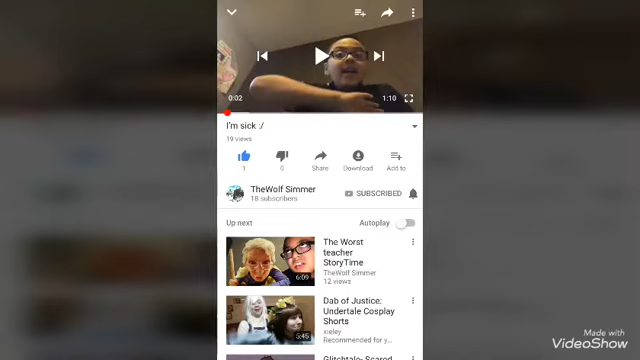 0:02
1:10
I'm sick :/
19 views
1
0
Share
Download
Add to
TheWolf Simmer
18 subscribers
SUBSCRIBED
Up next
Autoplay
The Worst
teacher
StoryTime
TheWolf Simmer
12 views
6:09
Dab of Justice:
Undertale Cosplay
Shorts
xieley
Recommended for y...
5:45
Glitchtale: Scared
Made with
VideoShow